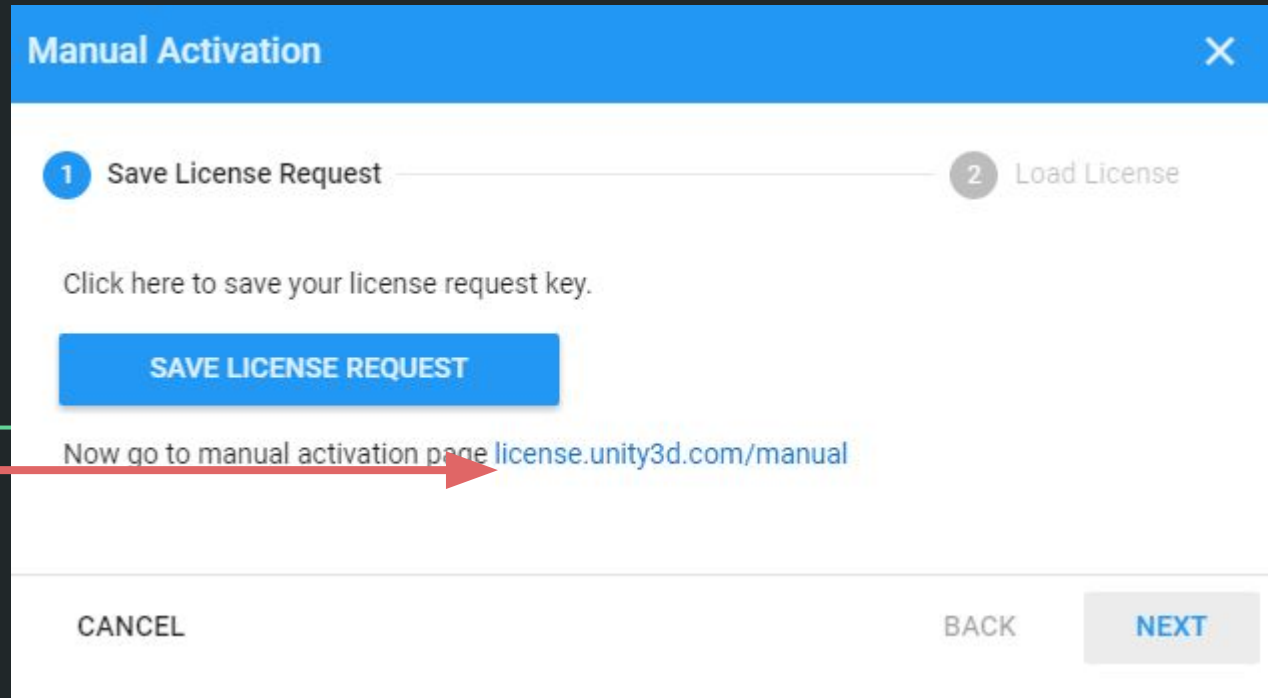 Manual Activation
1 Save License Request 2 Load License
Click here to save your license request key.
SAVE LICENSE REQUEST
Now go to manual activation page license.unity3d.com/manual
CANCEL BACK NEXT